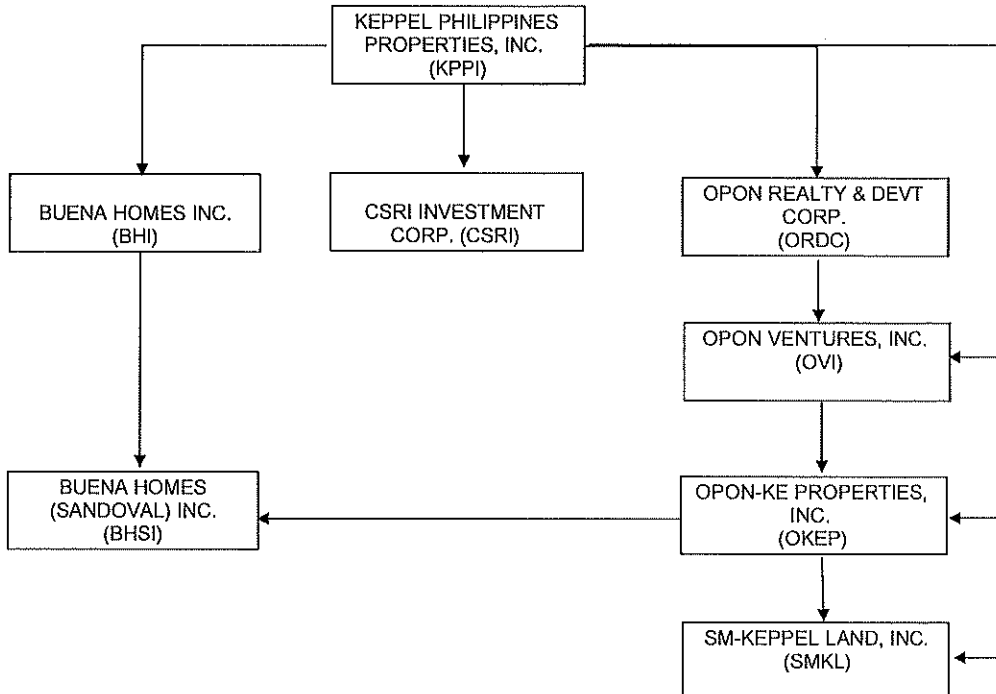 KEPPEL PHILIPPINES
PROPERTIES, INC.
(KPPI)
BUENA HOMES INC.
(BHI)
CSRI INVESTMENT
CORP. (CSRI)
OPON REALTY & DEVT
CORP.
(ORDC)
OPON VENTURES, INC.
(OVI)
BUENA HOMES
(SANDOVAL) INC.
(BHSI)
OPON-KE PROPERTIES,
INC.
(OKEP)
SM-KEPPEL LAND, INC.
(SMKL)